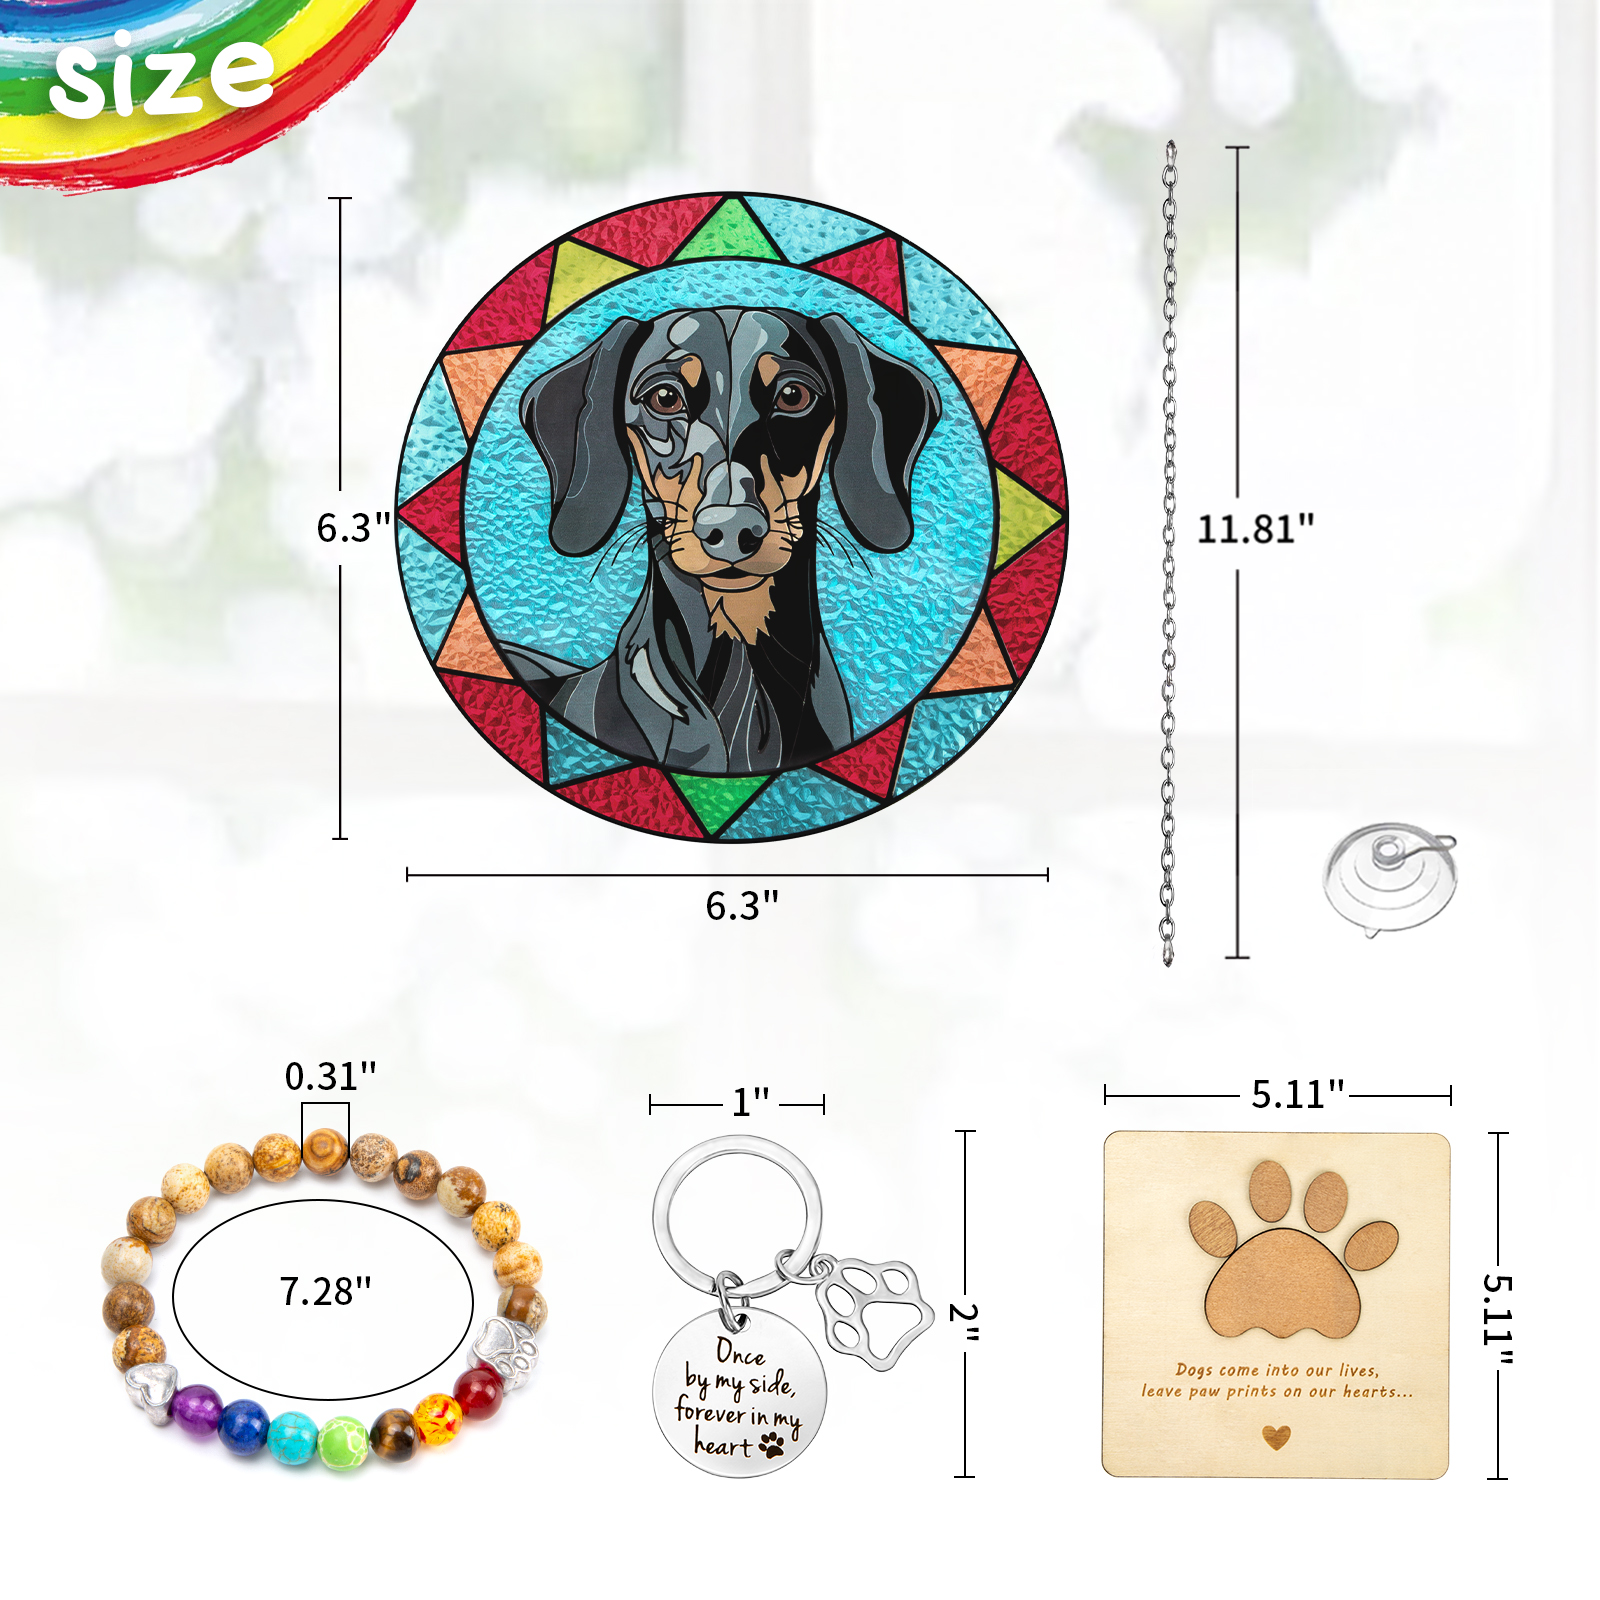 size
6.3"
6.3"
11.81"
0.31"
7.28"
1"
2"
Once
by my side,
forever in my
heart
5.11"
5.11"
Dogs come into our lives,
leave paw prints on our hearts...